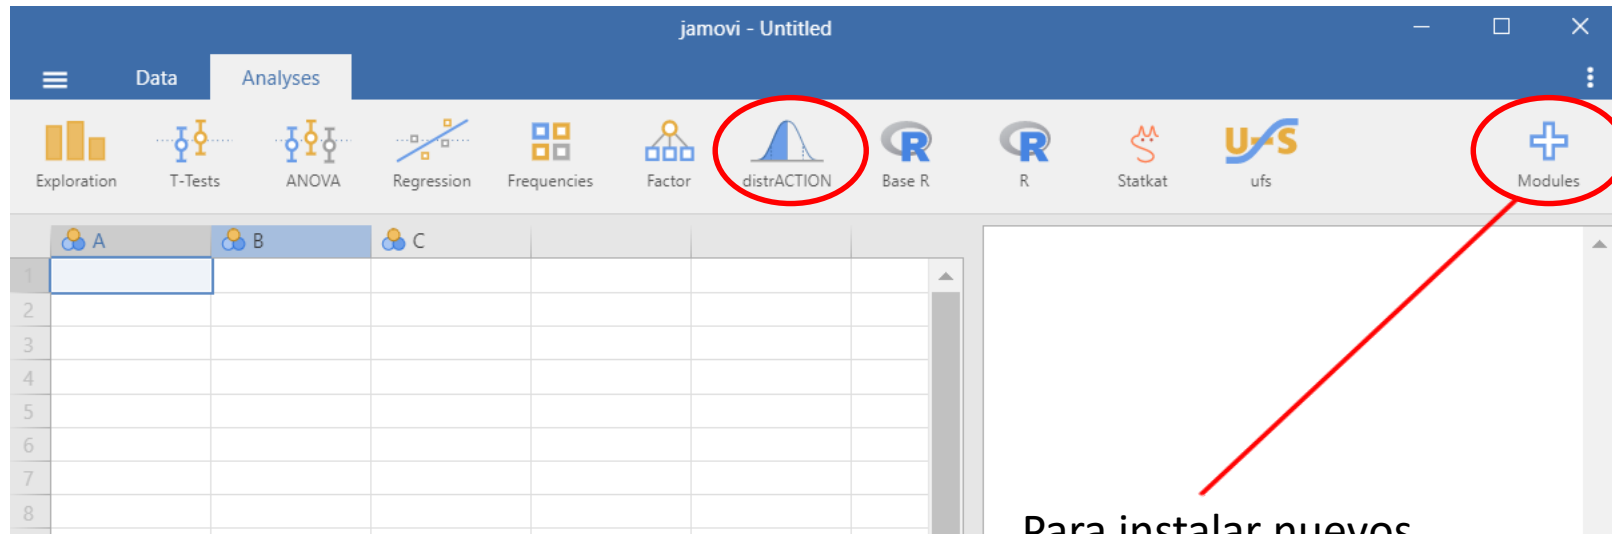 jamovi - Untitled
Data Analyses
Exploration T-Tests ANOVA Regression Frequencies Factor distrACTION Base R R Statkat ufs Modules
A B C
1
2
3
4
5
6
7
8
Para instalar nuevos